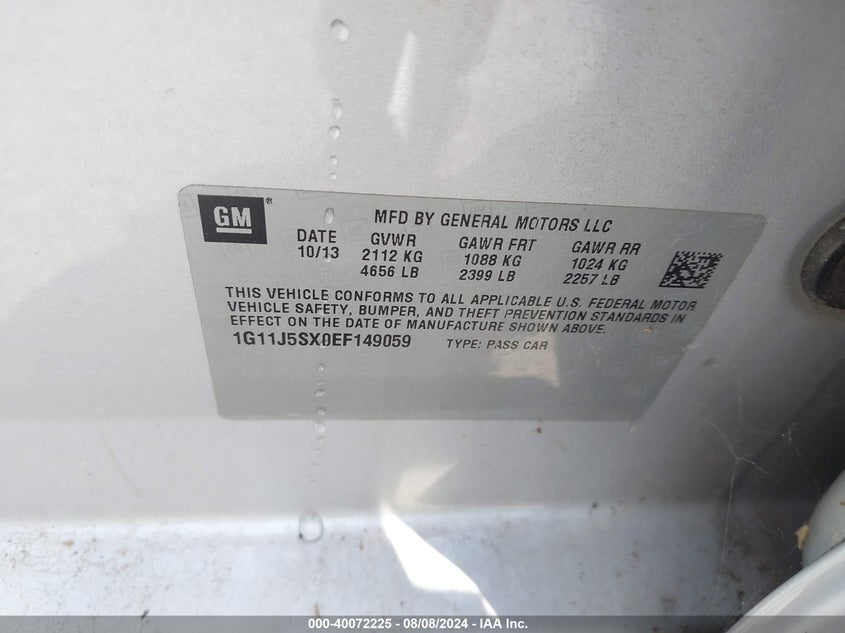 GM®
MFD BY GENERAL MOTORS LLC
DATE GVWR GAWR FRT GAWR RR
10/13 2112 KG 1088 KG 1024 KG
4656 LB 2399 LB 2257 LB
THIS VEHICLE CONFORMS TO ALL APPLICABLE U.S. FEDERAL MOTOR
VEHICLE SAFETY, BUMPER, AND THEFT PREVENTION STANDARDS IN
EFFECT ON THE DATE OF MANUFACTURE SHOWN ABOVE.
1G11J5SX0EF149059 TYPE: PASS CAR
000-40072225 - 08/08/2024 - IAA Inc.